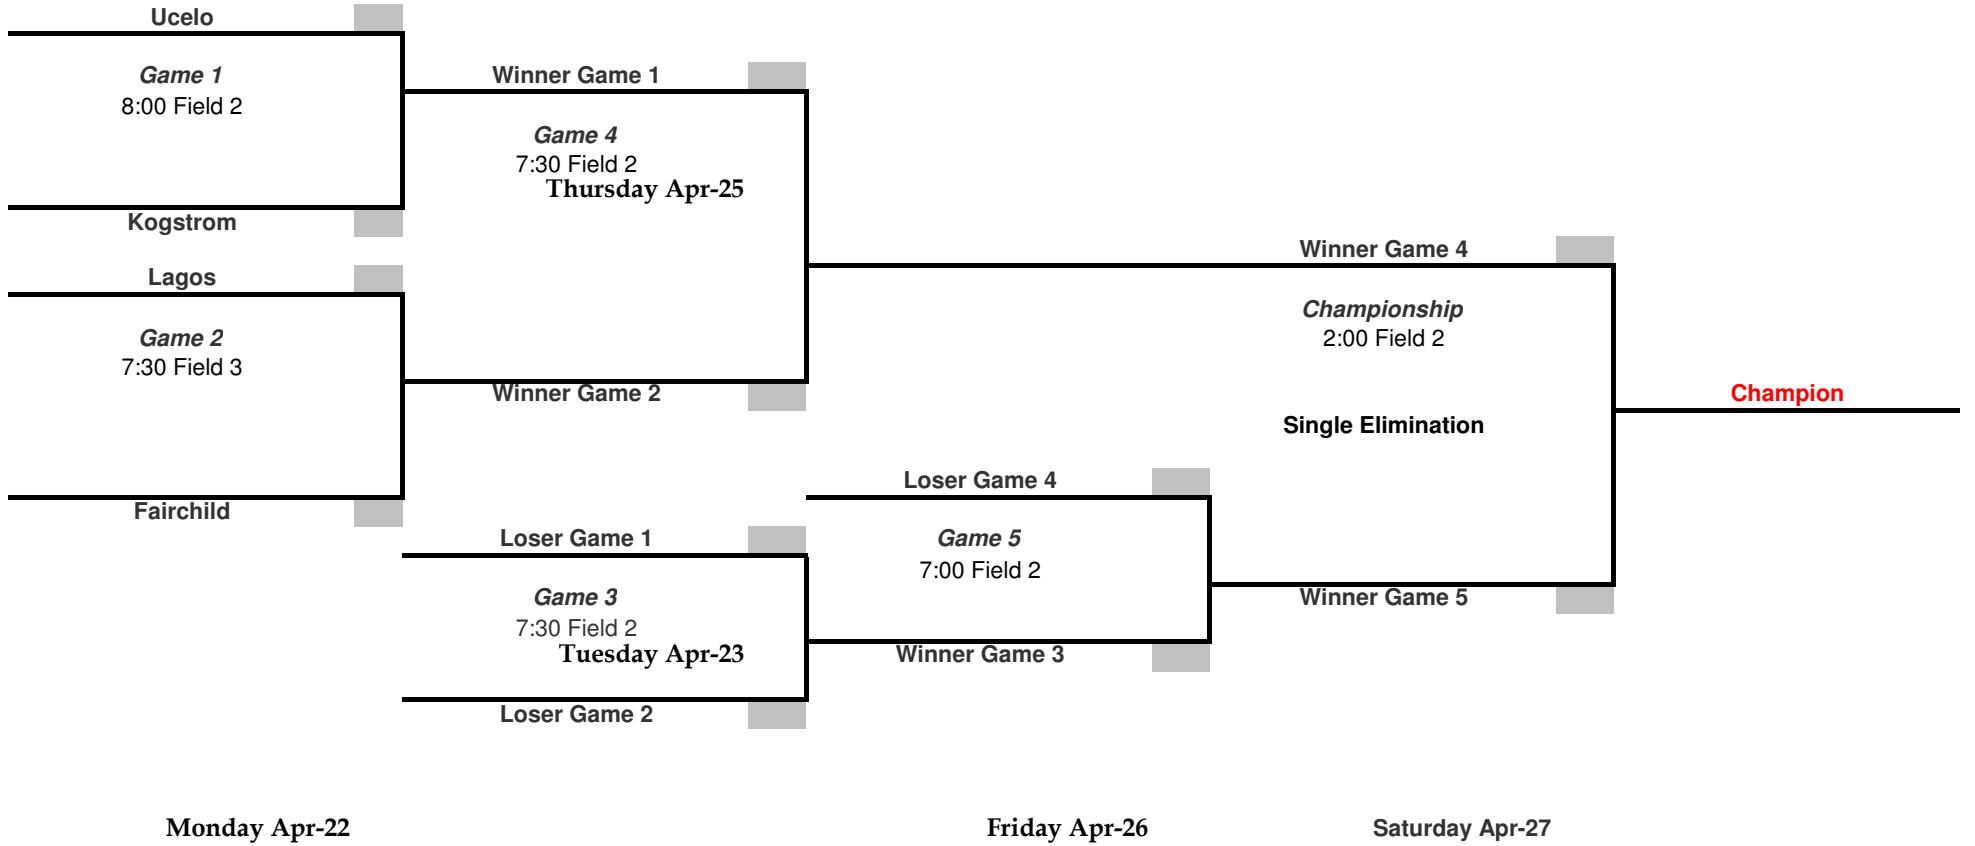 Ucelo
Game 1
8:00 Field 2
Kogstrom
Lagos
Game 2
7:30 Field 3
Fairchild
Winner Game 1
Game 4
7:30 Field 2
Thursday Apr-25
Winner Game 2
Loser Game 1
Game 3
7:30 Field 2
Tuesday Apr-23
Loser Game 2
Loser Game 4
Game 5
7:00 Field 2
Winner Game 3
Winner Game 4
Championship
2:00 Field 2
Single Elimination
Winner Game 5
Champion
Monday Apr-22
Friday Apr-26
Saturday Apr-27